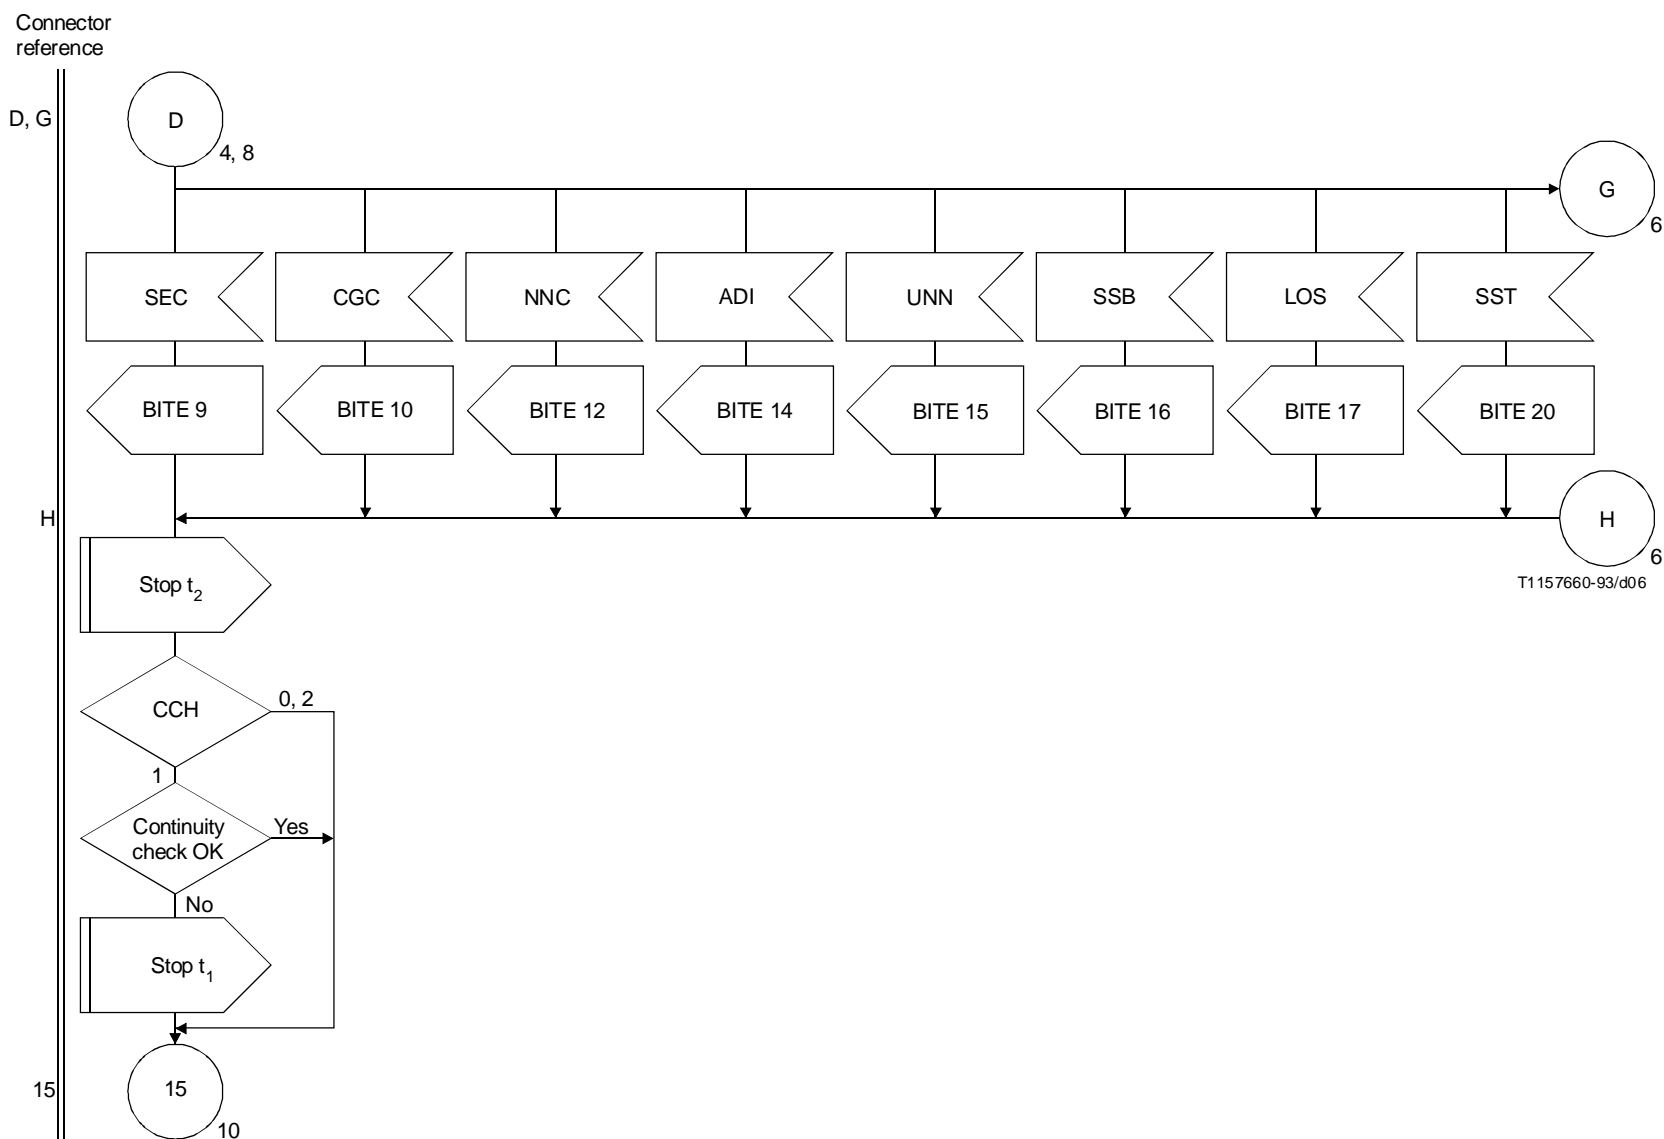 Connector
reference
D, G
D
4, 8
G
6
SEC
CGC
NNC
ADI
UNN
SSB
LOS
SST
BITE 9
BITE 10
BITE 12
BITE 14
BITE 15
BITE 16
BITE 17
BITE 20
H
H
6
T1157660-93/d06
Stop t2
CCH
0, 2
1
Continuity
check OK
Yes
No
Stop t1
15
15
10